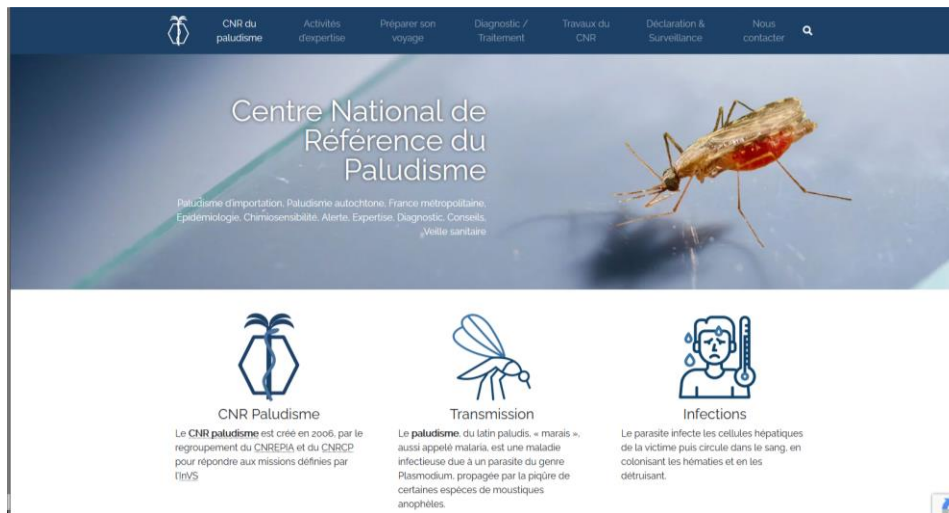 CNR du paludisme
Activités d'expertise
Préparer son voyage
Diagnostic / Traitement
Travaux du CNR
Déclaration & Surveillance
Nous contacter
Centre National de
Référence du
Paludisme
Paludisme d'importation, Paludisme autochtone, France métropolitaine,
Epidémiologie, Chimiosensibilité, Alerte, Expertise, Diagnostic, Conseils,
Veille sanitaire
CNR Paludisme
Le CNR paludisme est créé en 2006, par le
regroupement du CNREPIA et du CNRCP
pour répondre aux missions définies par
l'InVS
Transmission
Le paludisme, du latin paludis, « marais »,
aussi appelé malaria, est une maladie
infectieuse due à un parasite du genre
Plasmodium, propagée par la piqûre de
certaines espèces de moustiques
anophèles.
Infections
Le parasite infecte les cellules hépatiques
de la victime puis circule dans le sang, en
colonisant les hématies et en les
détruisant.